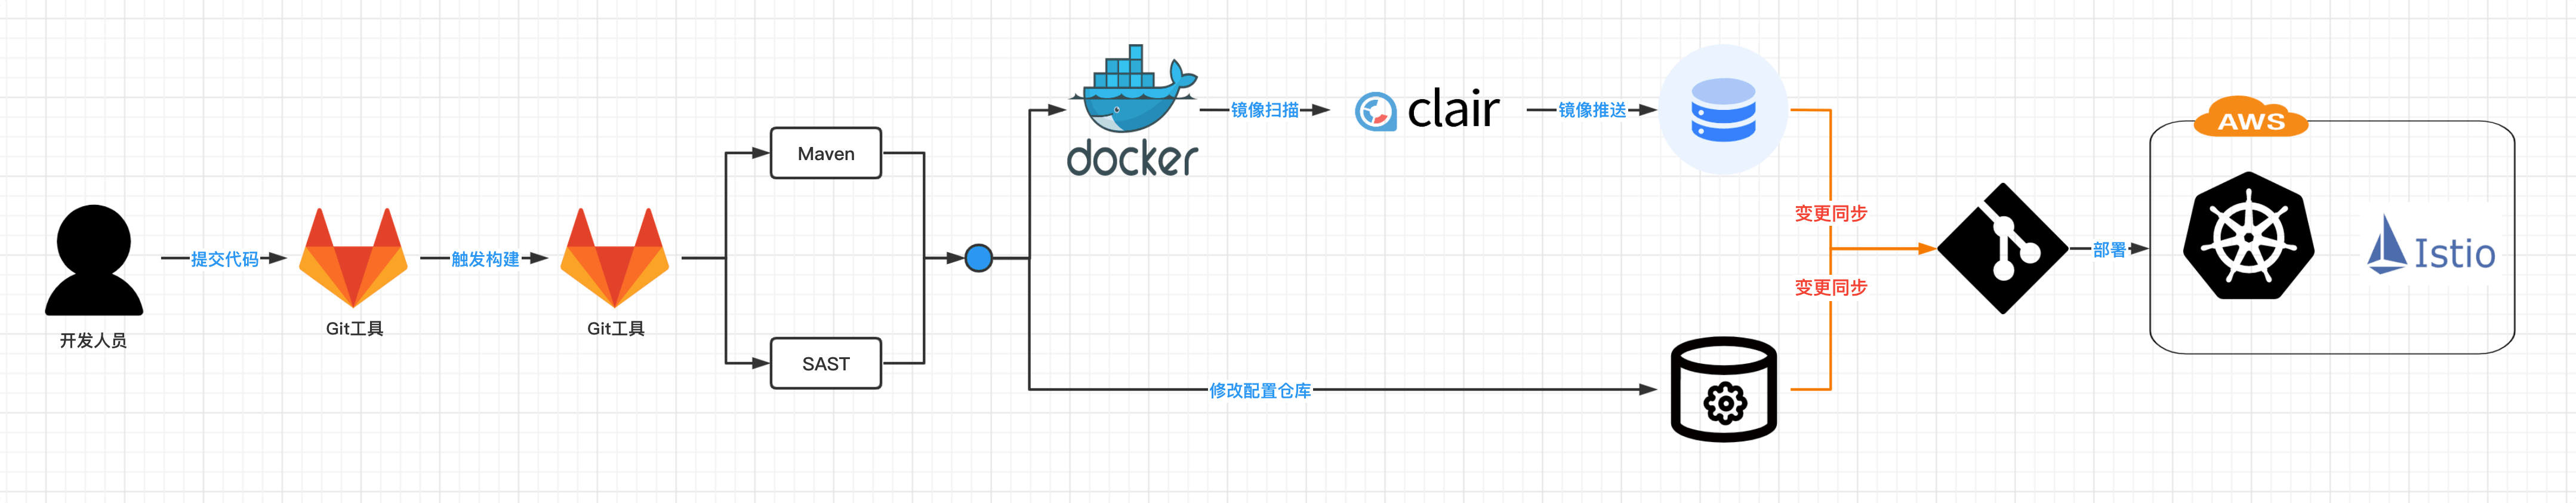 开发人员
提交代码
Git工具
触发构建
Git工具
Maven
SAST
docker
镜像扫描
clair
镜像推送
修改配置仓库
变更同步
变更同步
部署
AWS
Istio